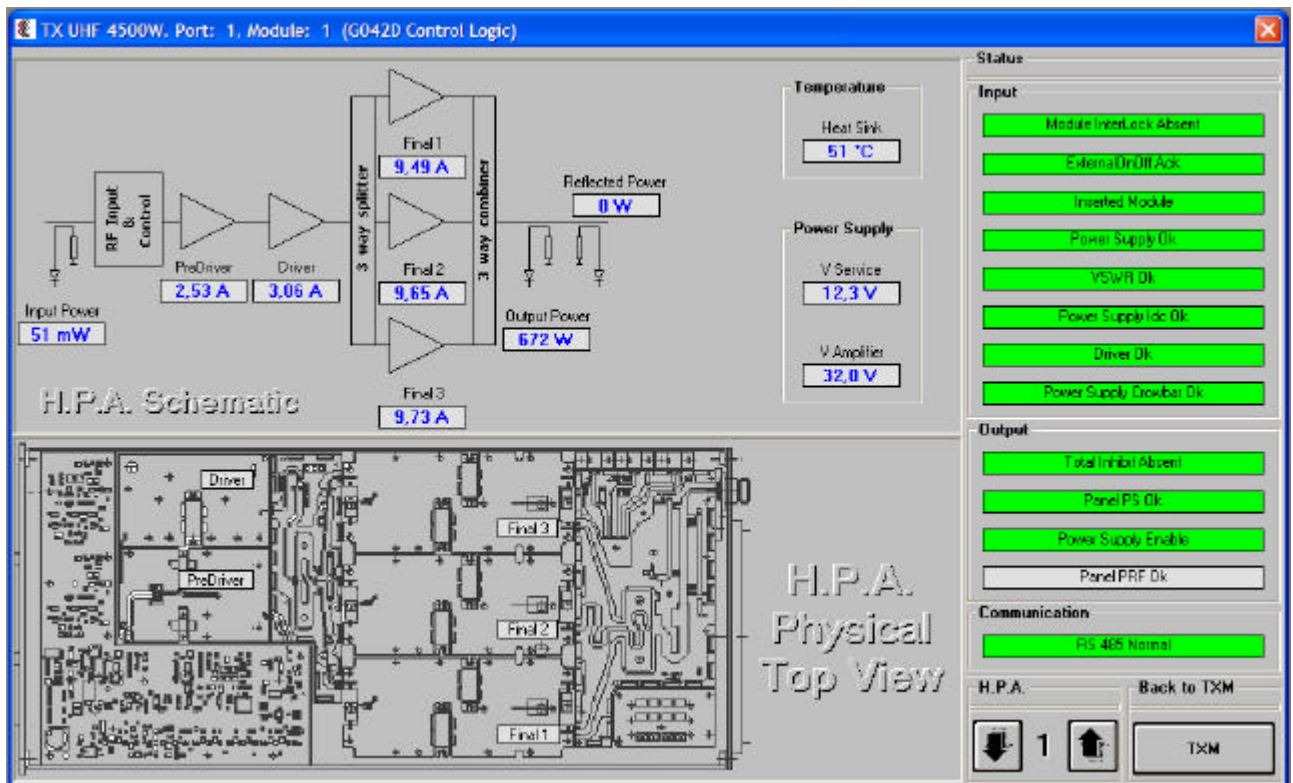 TX UHF 4500W. Port: 1, Module: 1 (G042D Control Logic)
RF Input
&
Control
PreDriver
2,53 A
Driver
3,06 A
Input Power
51 mW
3 way splitter
Final 1
9,49 A
Final 2
9,65 A
Final 3
9,73 A
3 way combiner
Reflected Power
0 W
Output Power
672 W
H.P.A. Schematic
Temperature
Heat Sink
51 °C
Power Supply
V Service
12,3 V
V Amplifier
32,0 V
Driver
PreDriver
Final 3
Final 2
Final 1
H.P.A.
Physical
Top View
Status
Input
Module InterLock Absent
ExternalOnOff Ack
Inserted Module
Power Supply Ok
VSWR Ok
Power Supply Idc Ok
Driver Ok
Power Supply Crowbar Ok
Output
Total Inhibit Absent
Panel PS Ok
Power Supply Enable
Panel PRF Ok
Communication
RS 485 Normal
H.P.A.
1
Back to TXM
TXM